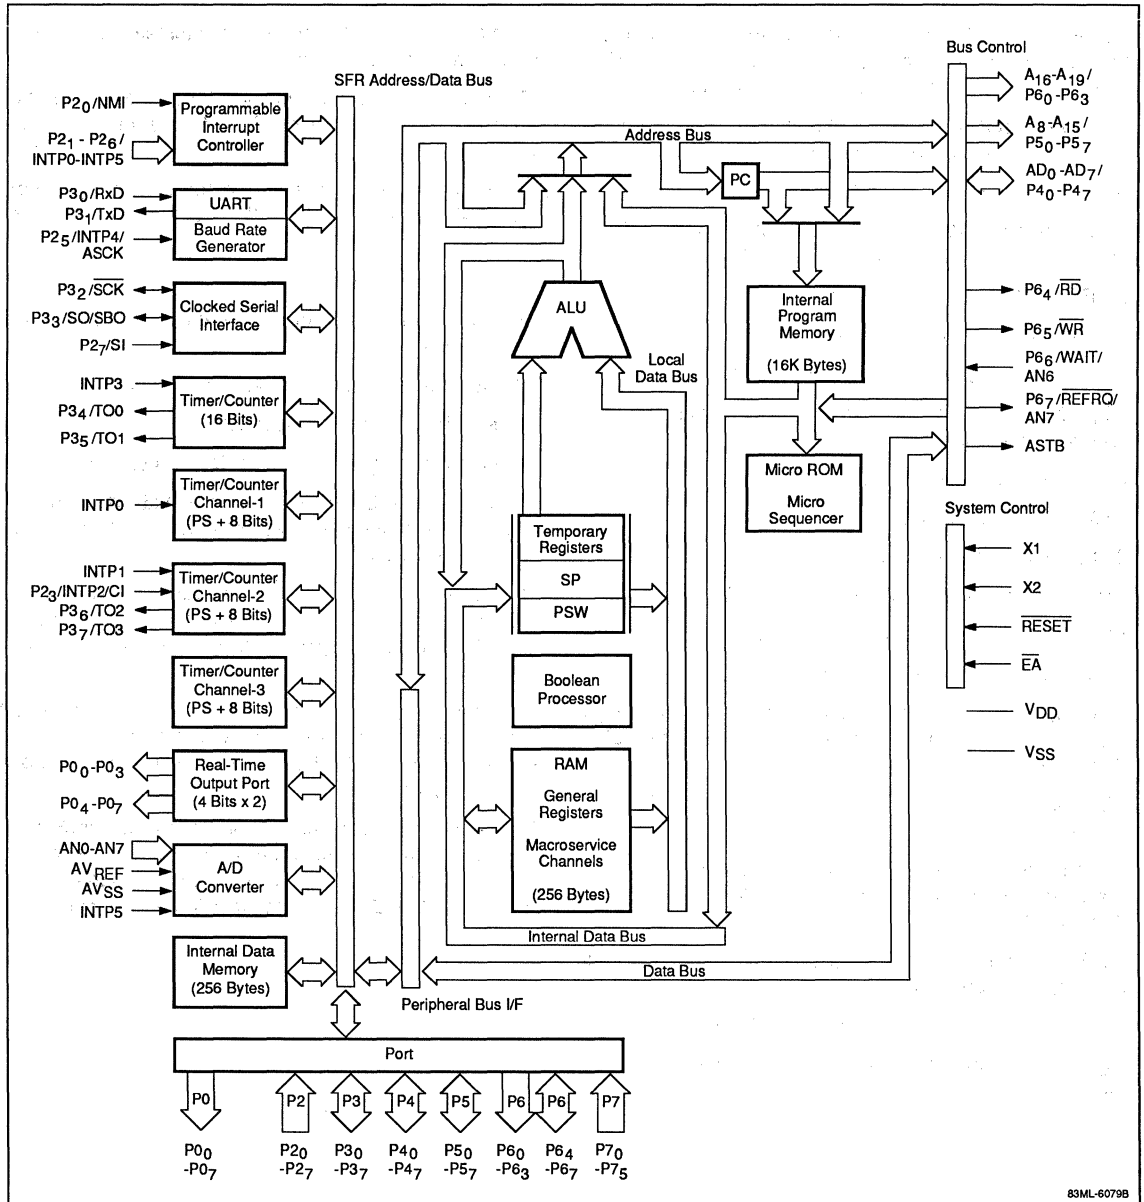 SFR Address/Data Bus
P20/NMI
P21 - P26/
INTP0-INTP5
Programmable
Interrupt
Controller
P30/RxD
P31/TxD
P25/INTP4/
ASCK
UART
Baud Rate
Generator
P32/SCK
P33/SO/SBO
P27/SI
Clocked Serial
Interface
INTP3
P34/TO0
P35/TO1
Timer/Counter
(16 Bits)
INTP0
Timer/Counter
Channel-1
(PS + 8 Bits)
INTP1
P23/INTP2/CI
P36/TO2
P37/TO3
Timer/Counter
Channel-2
(PS + 8 Bits)
Timer/Counter
Channel-3
(PS + 8 Bits)
P00-P03
P04-P07
Real-Time
Output Port
(4 Bits x 2)
AN0-AN7
AVREF
AVSS
INTP5
A/D
Converter
Internal Data
Memory
(256 Bytes)
Address Bus
PC
ALU
Local
Data Bus
Internal
Program
Memory
(16K Bytes)
Micro ROM
Micro
Sequencer
Temporary
Registers
SP
PSW
Boolean
Processor
RAM
General
Registers
Macroservice
Channels
(256 Bytes)
Internal Data Bus
Data Bus
Peripheral Bus I/F
Bus Control
A16-A19/
P60-P63
A8-A15/
P50-P57
AD0-AD7/
P40-P47
P64/RD
P65/WR
P66/WAIT/
AN6
P67/REFRQ/
AN7
ASTB
System Control
X1
X2
RESET
EA
VDD
VSS
Port
P0 P2 P3 P4 P5 P6 P6 P7
P00 P20 P30 P40 P50 P60 P64 P70
-P07 -P27 -P37 -P47 -P57 -P63 -P67 -P75
83ML-6079B